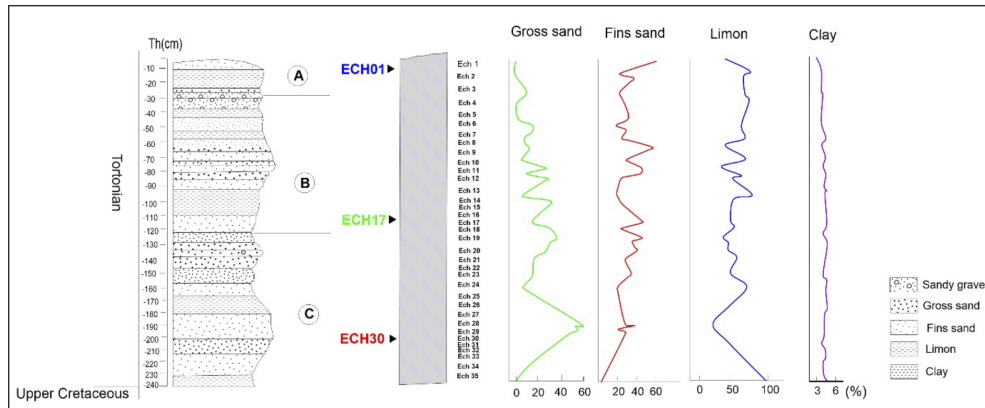 Gross sand
Fins sand
Limon
Clay
Th(cm)
-10
-20
-30
-40
-50
-60
-70
-80
-90
-100
-110
-120
-130
-140
-150
-160
-170
-180
-190
-200
-210
-220
-230
-240
Tortonian
Upper Cretaceous
A
B
C
ECH01
ECH17
ECH30
Ech 1
Ech 2
Ech 3
Ech 4
Ech 5
Ech 6
Ech 7
Ech 8
Ech 9
Ech 10
Ech 11
Ech 12
Ech 13
Ech 14
Ech 15
Ech 16
Ech 17
Ech 18
Ech 19
Ech 20
Ech 21
Ech 22
Ech 23
Ech 24
Ech 25
Ech 26
Ech 27
Ech 28
Ech 29
Ech 30
Ech 31
Ech 32
Ech 33
Ech 34
Ech 35
0 20 40 60
20 40 60
0 50 100
3 6 (%)
Sandy grave
Gross sand
Fins sand
Limon
Clay